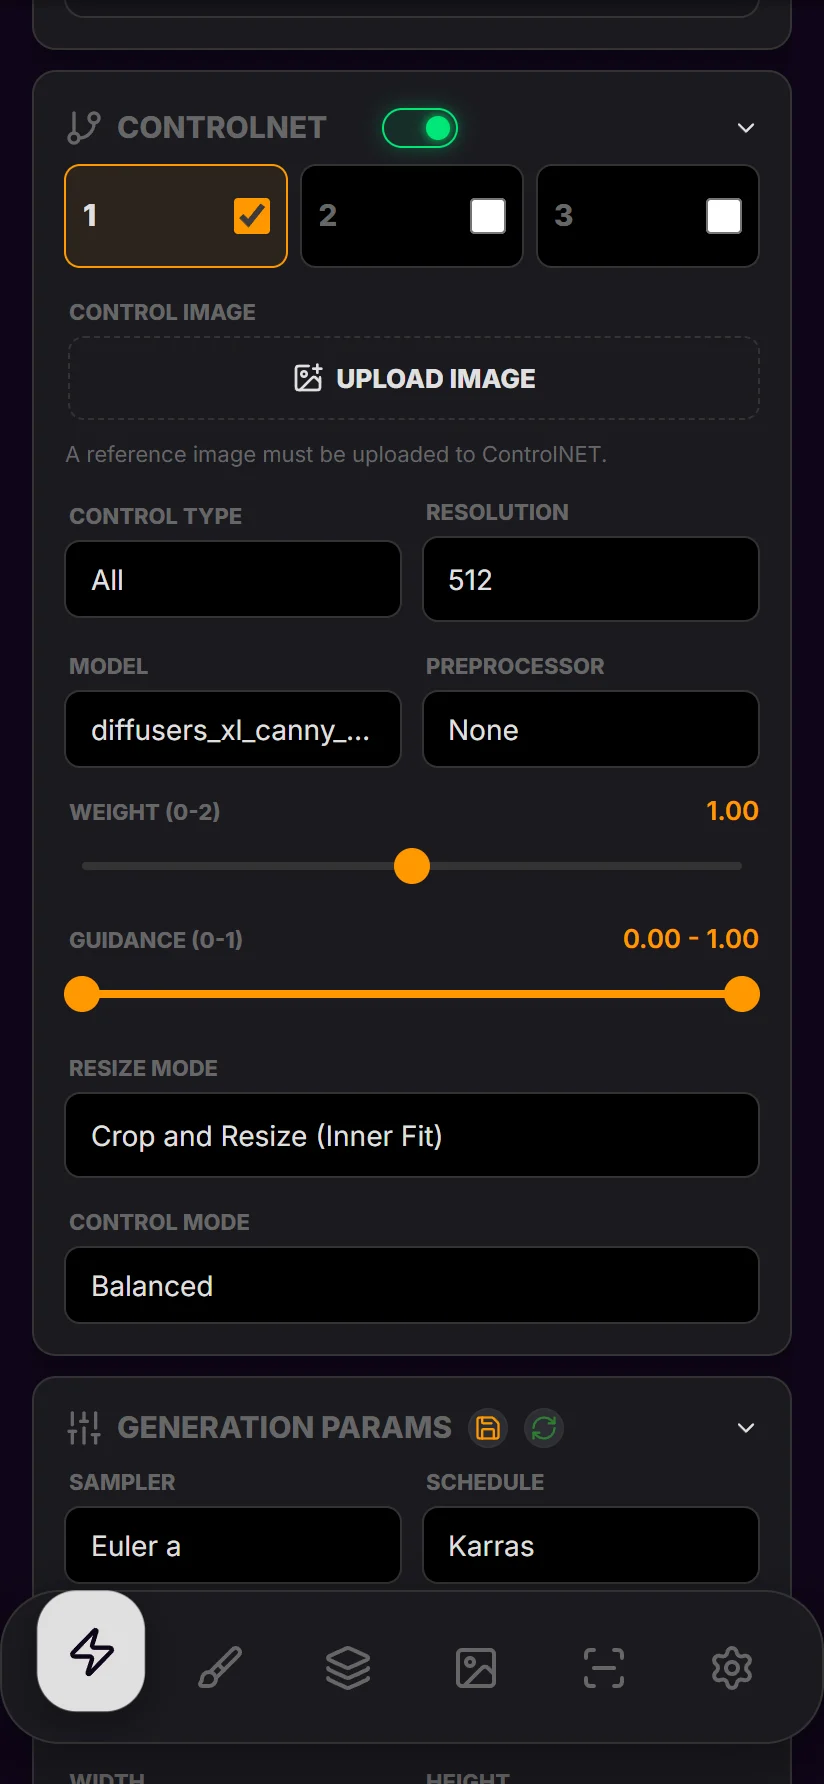 CONTROLNET
1
2
3
CONTROL IMAGE
UPLOAD IMAGE
A reference image must be uploaded to ControlNET.
CONTROL TYPE
RESOLUTION
All
512
MODEL
PREPROCESSOR
diffusers_xl_canny_...
None
WEIGHT (0-2)
1.00
GUIDANCE (0-1)
0.00 - 1.00
RESIZE MODE
Crop and Resize (Inner Fit)
CONTROL MODE
Balanced
GENERATION PARAMS
SAMPLER
SCHEDULE
Euler a
Karras
WIDTH
HEIGHT